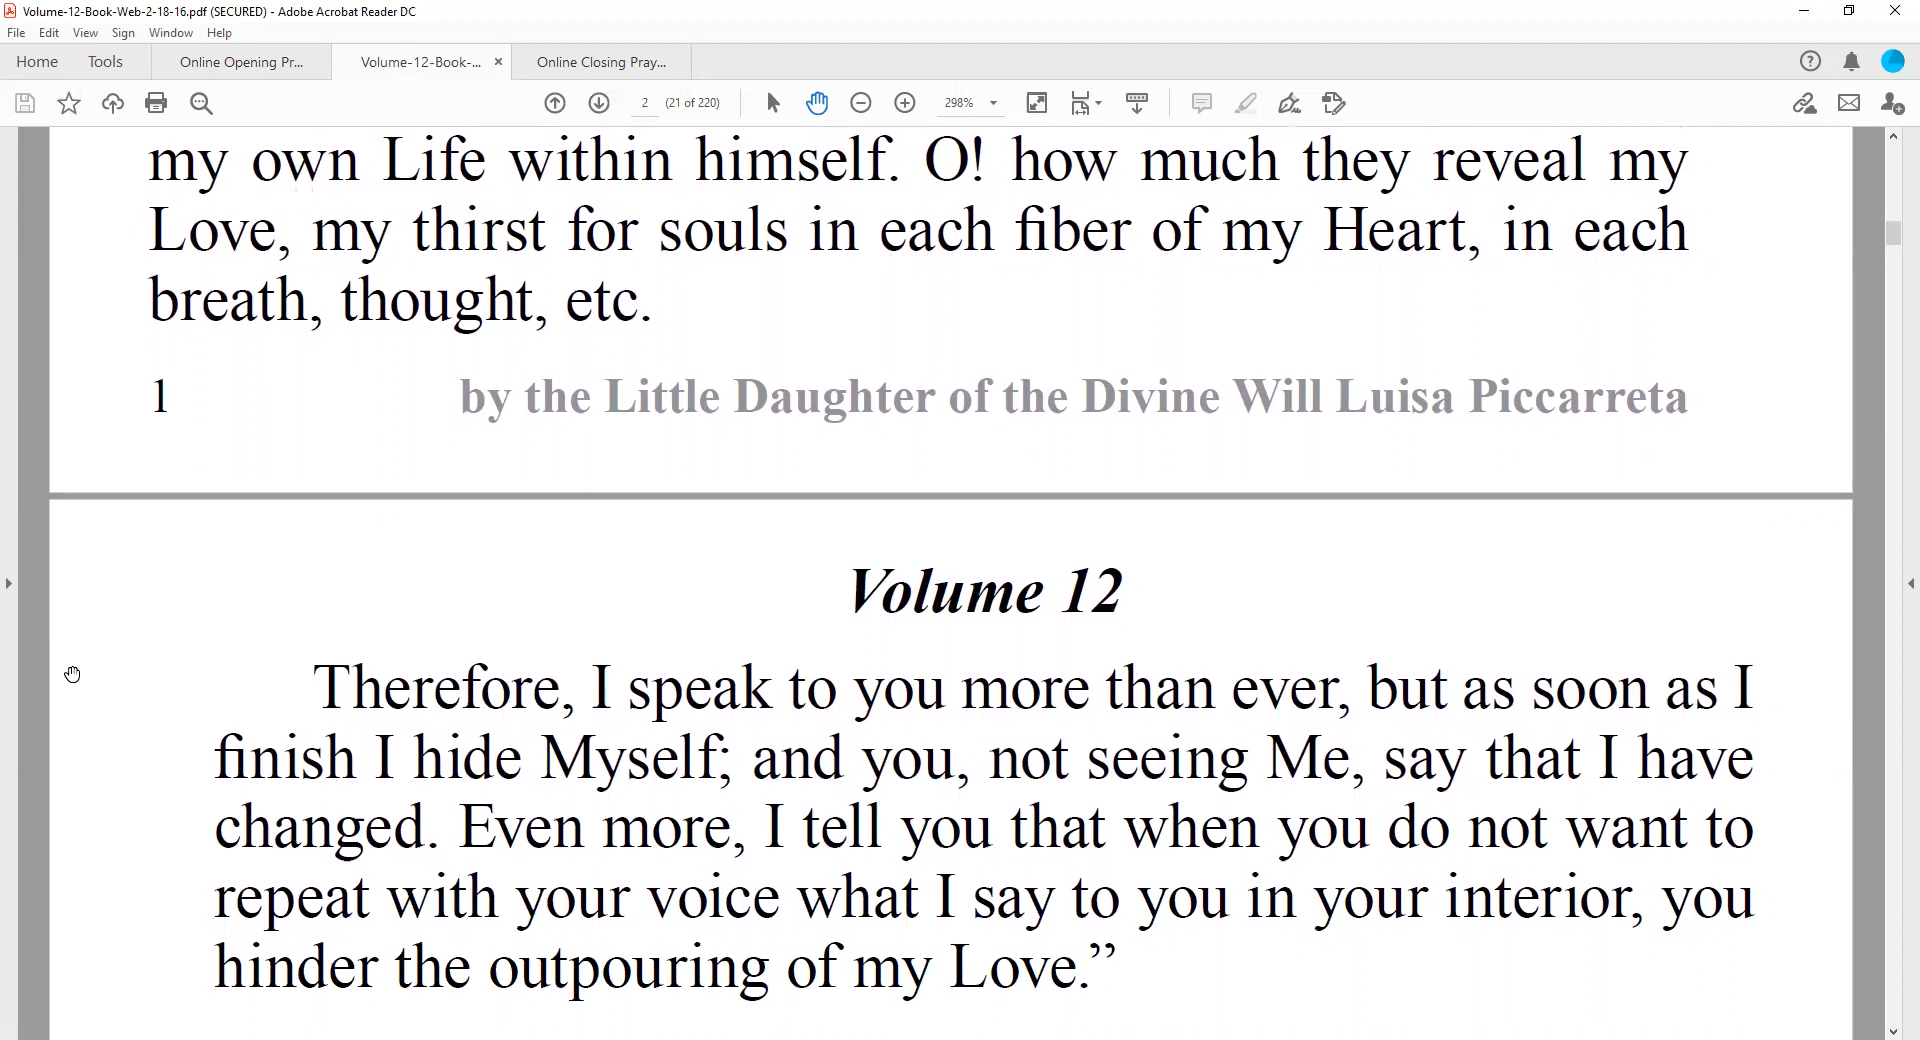 Volume-12-Book-Web-2-18-16.pdf (SECURED) - Adobe Acrobat Reader DC
File Edit View Sign Window Help
Home Tools Online Opening Pr... Volume-12-Book-... × Online Closing Pray...
2 (21 of 220) 298%
my own Life within himself. O! how much they reveal my
Love, my thirst for souls in each fiber of my Heart, in each
breath, thought, etc.
1 by the Little Daughter of the Divine Will Luisa Piccarreta
Volume 12
Therefore, I speak to you more than ever, but as soon as I
finish I hide Myself; and you, not seeing Me, say that I have
changed. Even more, I tell you that when you do not want to
repeat with your voice what I say to you in your interior, you
hinder the outpouring of my Love.”